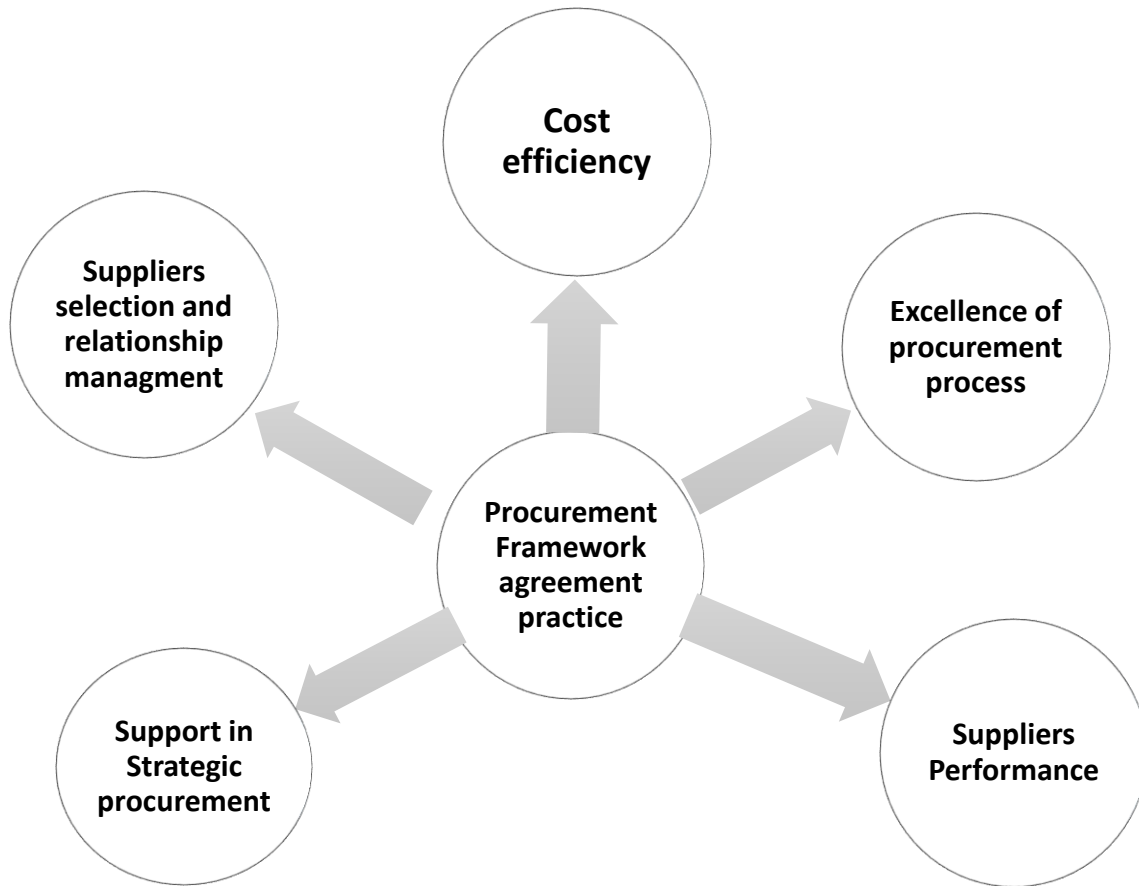 Cost
efficiency
Suppliers
selection and
relationship
managment
Excellence of
procurement
process
Procurement
Framework
agreement
practice
Support in
Strategic
procurement
Suppliers
Performance